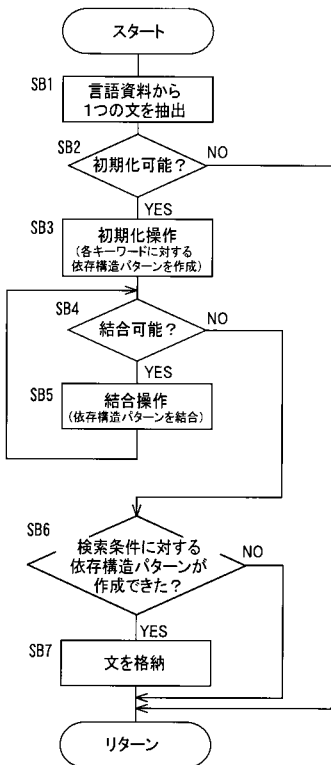 スタート
SB1
言語資料から
1つの文を抽出
SB2
初期化可能？
NO
YES
SB3
初期化操作
(各キーワードに対する
依存構造パターンを作成)
SB4
結合可能？
NO
YES
SB5
結合操作
(依存構造パターンを結合)
SB6
検索条件に対する
依存構造パターンが
作成できた？
NO
YES
SB7
文を格納
リターン